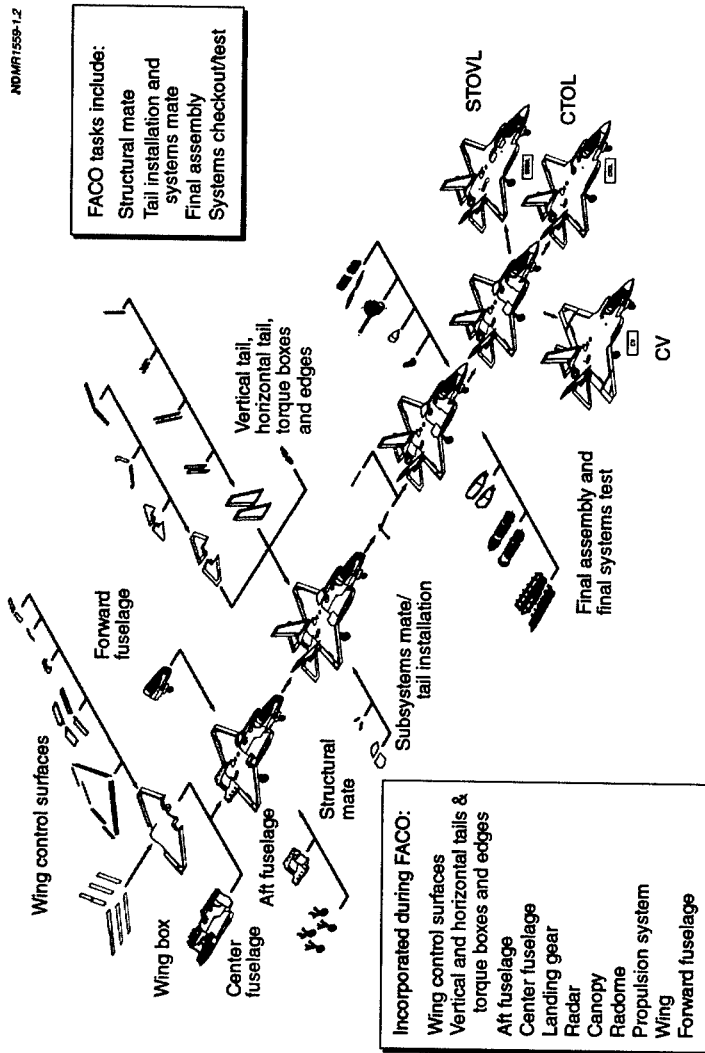 NDMR1559-1.2
FACO tasks include:
Structural mate
Tail installation and
systems mate
Final assembly
Systems checkout/test
STOVL
CTOL
CV
Vertical tail,
horizontal tail,
torque boxes
and edges
Forward
fuselage
Wing control surfaces
Wing box
Center
fuselage
Aft fuselage
Structural
mate
Subsystems mate/
tail installation
Final assembly and
final systems test
Incorporated during FACO:
Wing control surfaces
Vertical and horizontal tails &
torque boxes and edges
Aft fuselage
Center fuselage
Landing gear
Radar
Canopy
Radome
Propulsion system
Wing
Forward fuselage